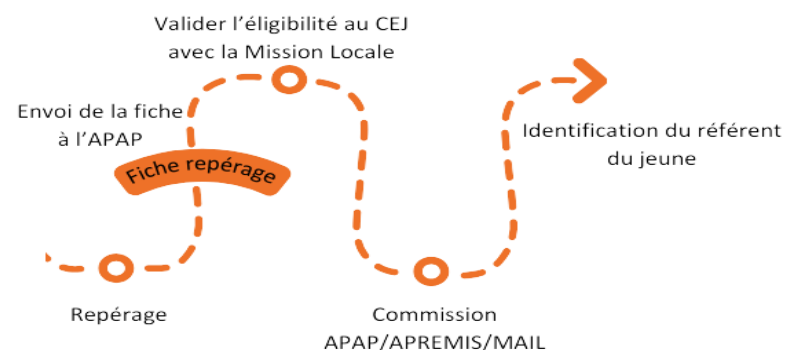 Valider l’éligibilité au CEJ
avec la Mission Locale
Envoi de la fiche
à l’APAP
Fiche repérage
Identification du référent
du jeune
Repérage
Commission
APAP/APREMIS/MAIL